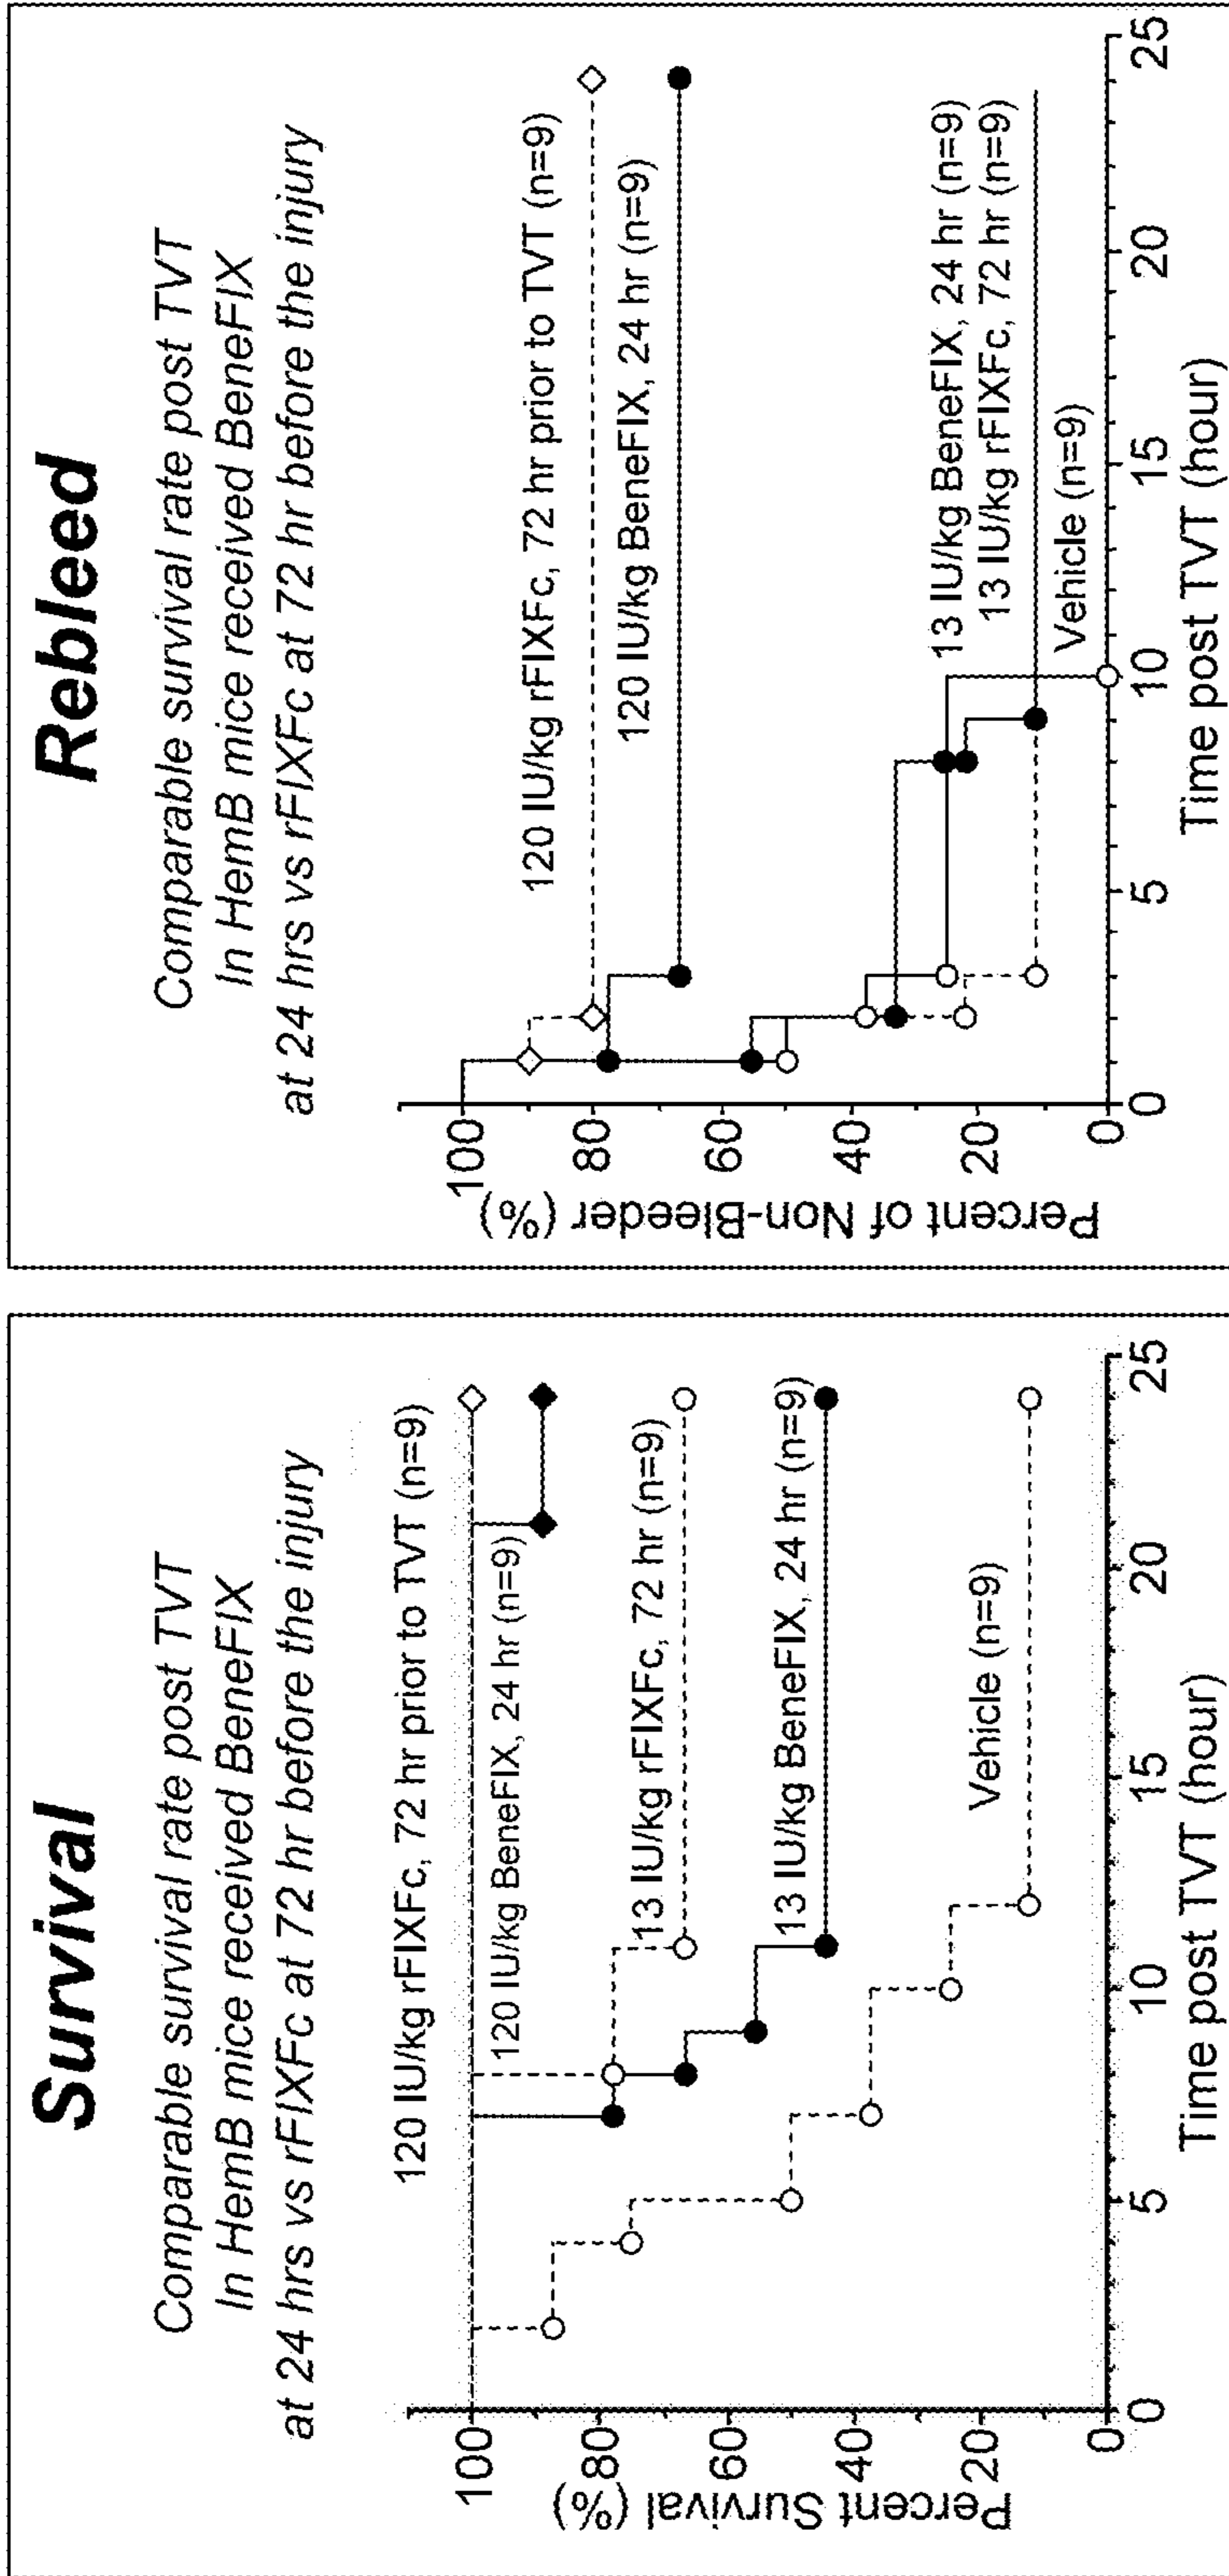 Survival
Comparable survival rate post TVT
In HemB mice received BeneFIX
at 24 hrs vs rFIXFc at 72 hr before the injury
120 IU/kg rFIXFc, 72 hr prior to TVT (n=9)
120 IU/kg BeneFIX, 24 hr (n=9)
13 IU/kg rFIXFc, 72 hr (n=9)
13 IU/kg BeneFIX, 24 hr (n=9)
Vehicle (n=9)
Percent Survival (%)
100
80
60
40
20
0
0 5 10 15 20 25
Time post TVT (hour)
Rebleed
Comparable survival rate post TVT
In HemB mice received BeneFIX
at 24 hrs vs rFIXFc at 72 hr before the injury
120 IU/kg rFIXFc, 72 hr prior to TVT (n=9)
120 IU/kg BeneFIX, 24 hr (n=9)
13 IU/kg BeneFIX, 24 hr (n=9)
13 IU/kg rFIXFc, 72 hr (n=9)
Vehicle (n=9)
Percent of Non-Bleeder (%)
100
80
60
40
20
0
0 5 10 15 20 25
Time post TVT (hour)